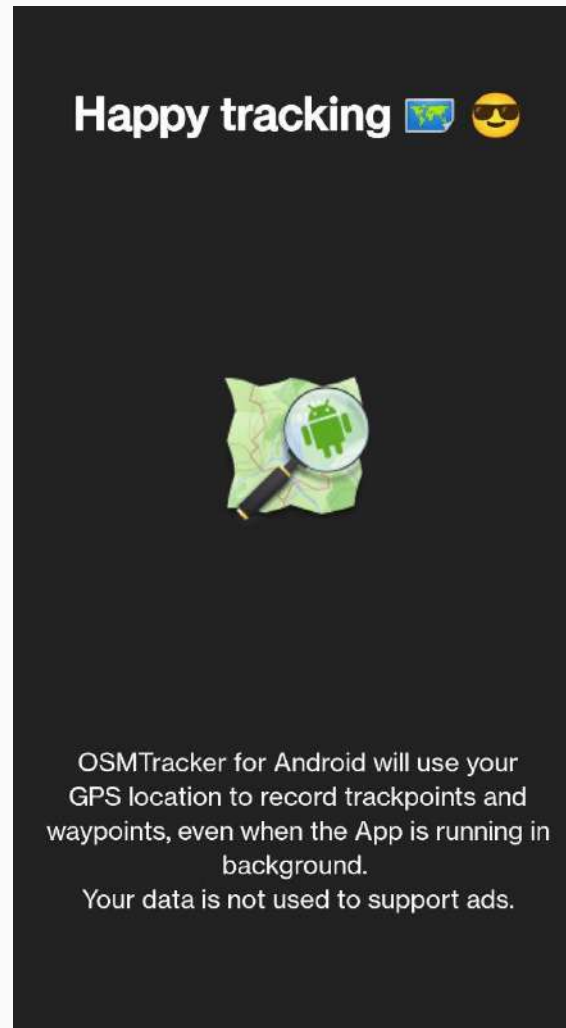 Happy tracking 🗺️ 😎
OSMTracker for Android will use your
GPS location to record trackpoints and
waypoints, even when the App is running in
background.
Your data is not used to support ads.